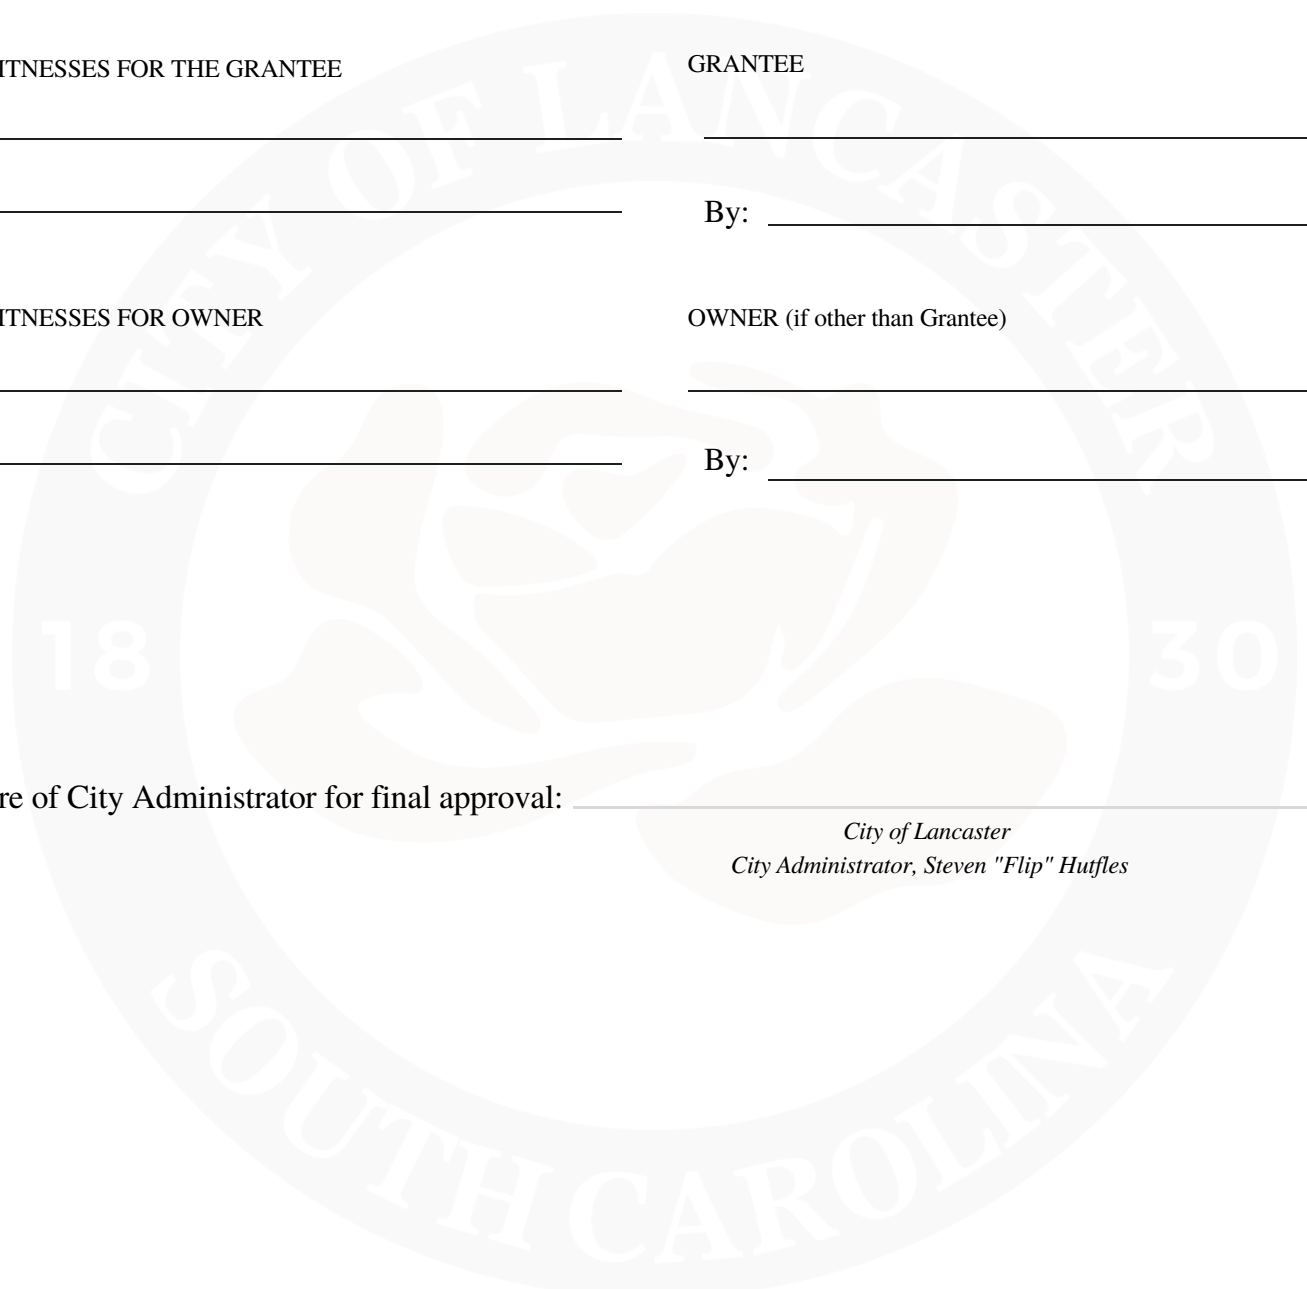 ITNESSES FOR THE GRANTEE
GRANTEE
By:
ITNESSES FOR OWNER
OWNER (if other than Grantee)
By:
re of City Administrator for final approval:
City of Lancaster
City Administrator, Steven "Flip" Hutfles
CITY OF LANCASTER
18
30
SOUTH CAROLINA